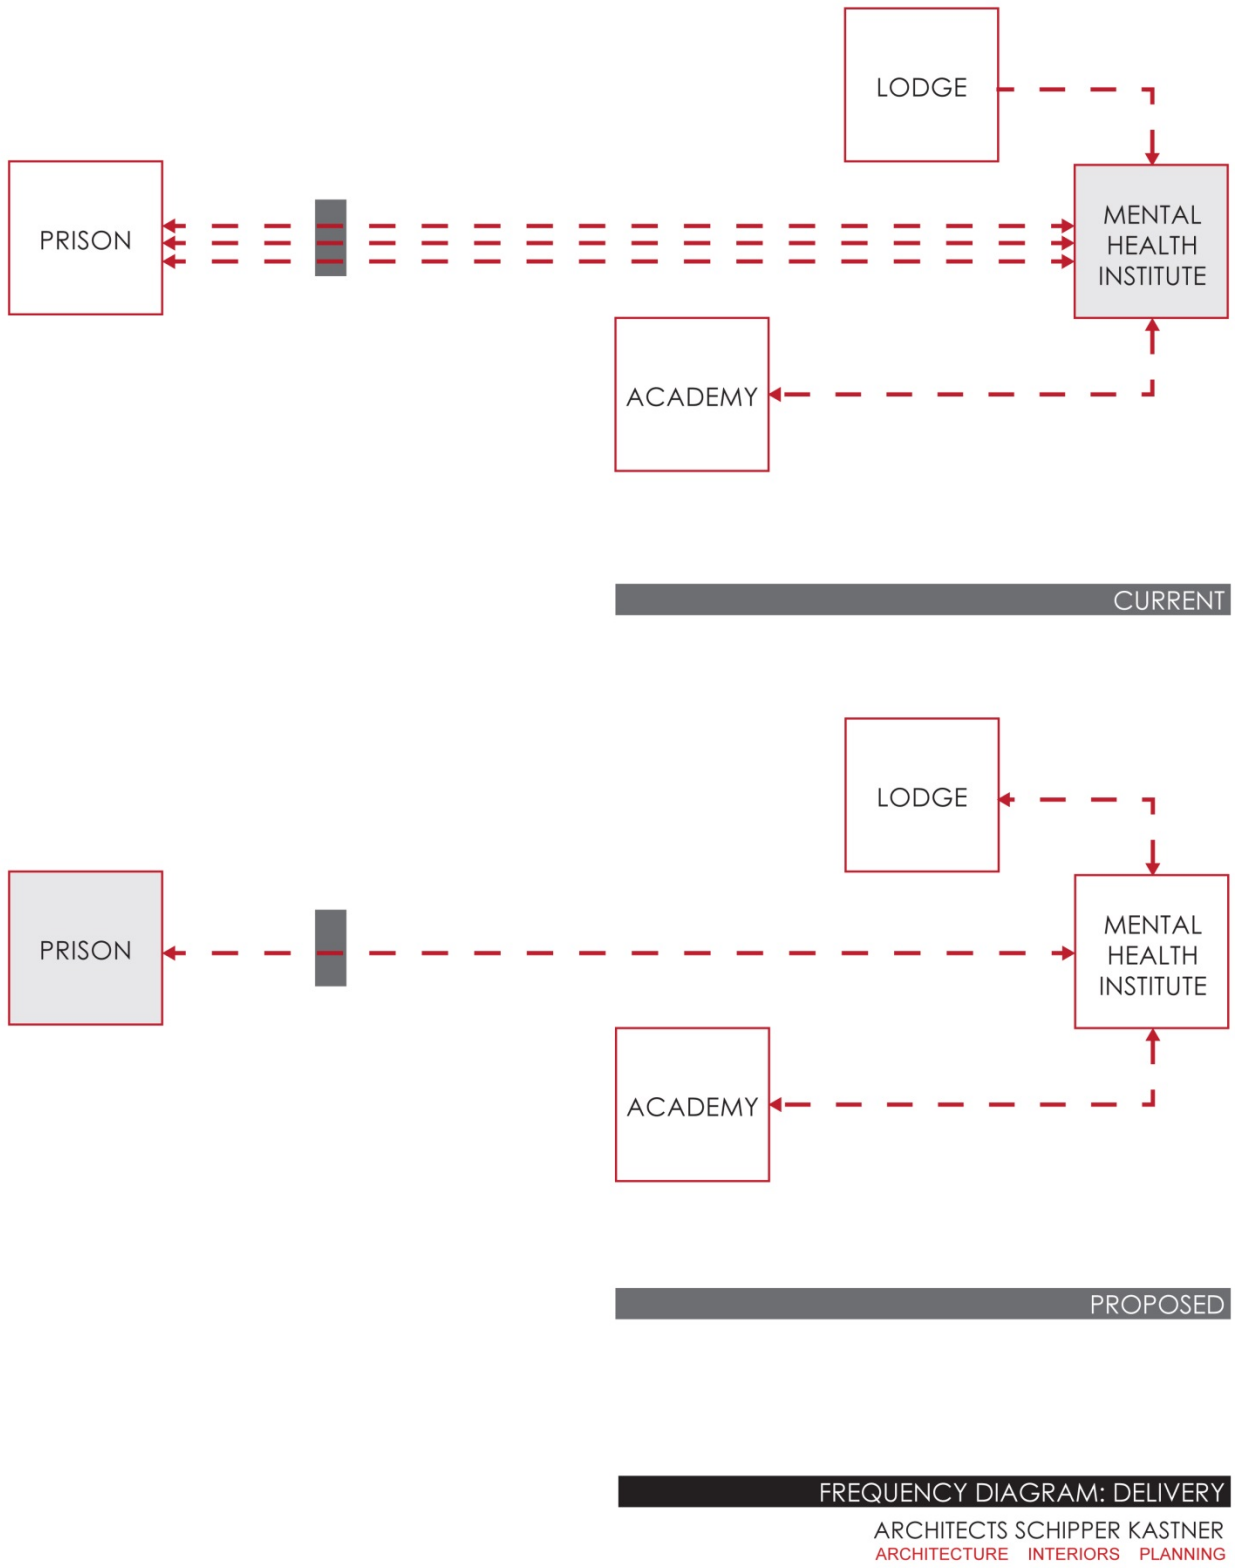 LODGE
PRISON
MENTAL
HEALTH
INSTITUTE
ACADEMY
CURRENT
LODGE
PRISON
MENTAL
HEALTH
INSTITUTE
ACADEMY
PROPOSED
FREQUENCY DIAGRAM: DELIVERY
ARCHITECTS SCHIPPER KASTNER
ARCHITECTURE INTERIORS PLANNING